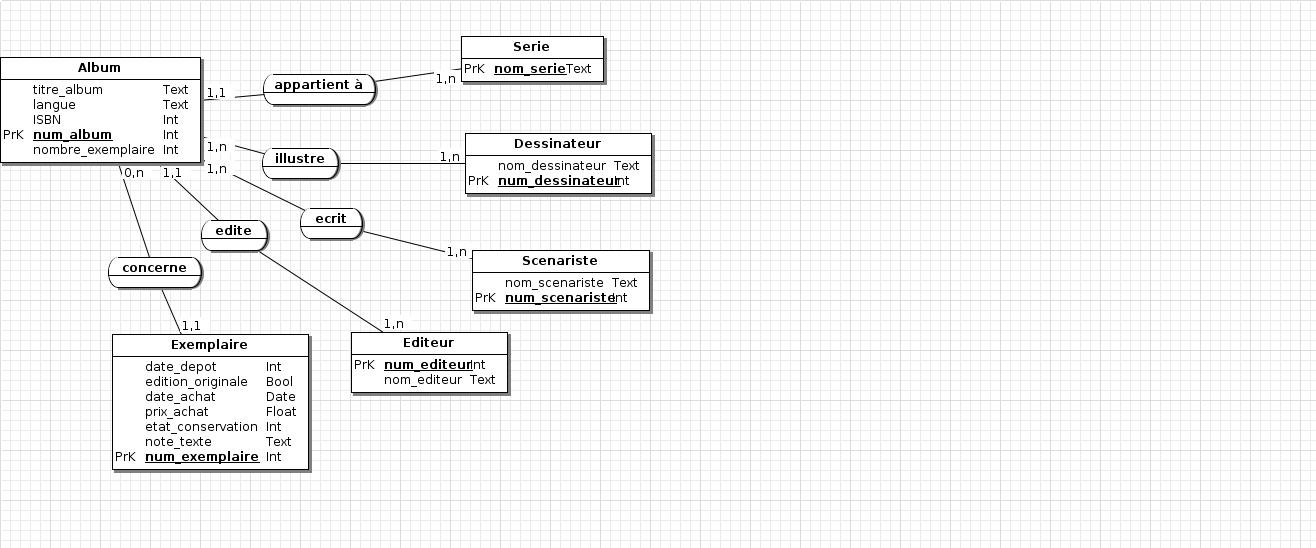 Serie
PrK nom_serie Text
Album
titre_album Text
langue Text
ISBN Int
PrK num_album Int
nombre_exemplaire Int
1,1
appartient à
1,n
1,n
illustre
1,n
Dessinateur
nom_dessinateur Text
PrK num_dessinateur Int
0,n
1,1
1,n
ecrit
1,n
edite
Scenariste
nom_scenariste Text
PrK num_scenariste Int
concerne
1,1
1,n
Exemplaire
date_depot Int
edition_originale Bool
date_achat Date
prix_achat Float
etat_conservation Int
note_texte Text
PrK num_exemplaire Int
Editeur
PrK num_editeur Int
nom_editeur Text